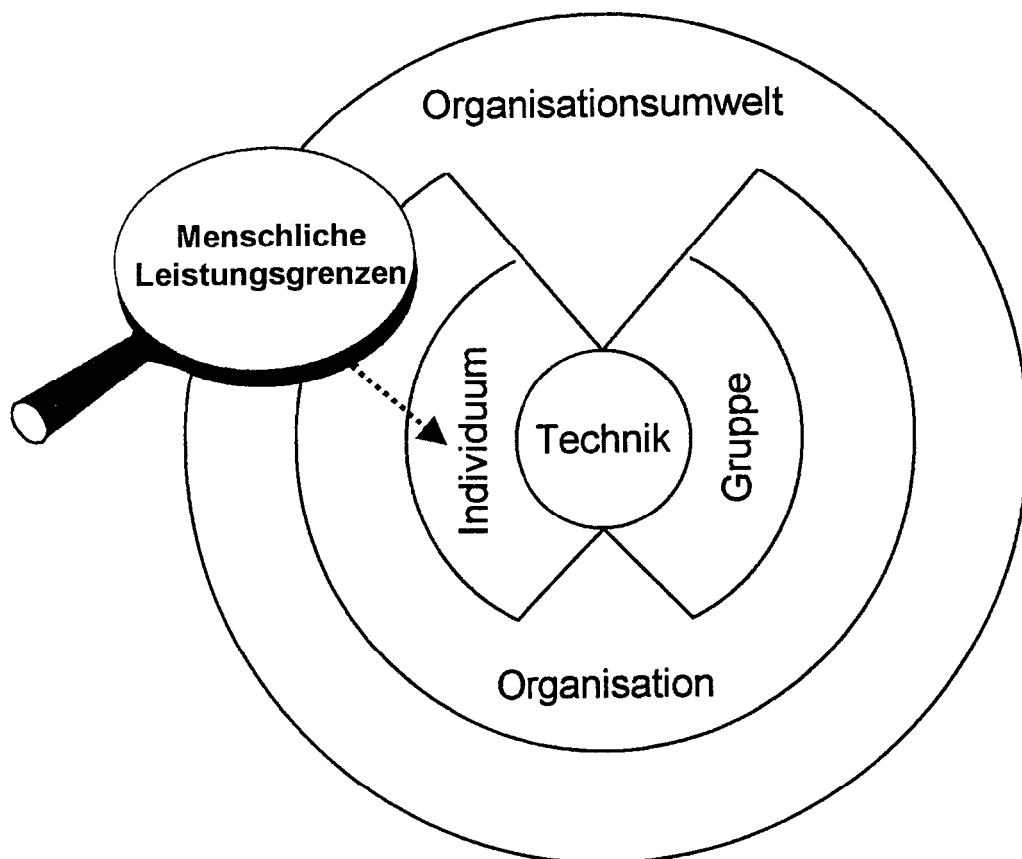 Organisationsumwelt
Menschliche
Leistungsgrenzen
Individuum
Technik
Gruppe
Organisation